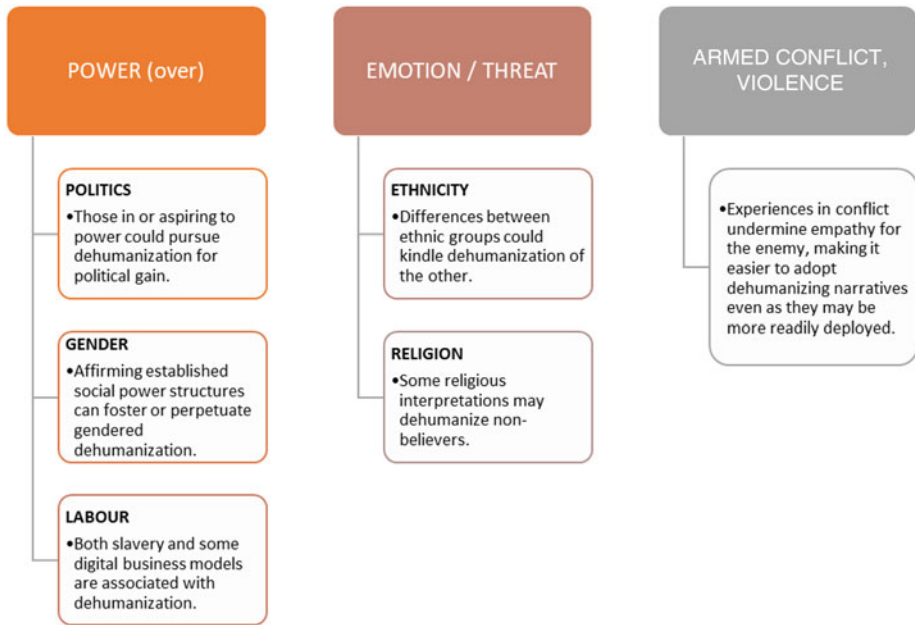 POWER (over)
POLITICS
•Those in or aspiring to
power could pursue
dehumanization for
political gain.
GENDER
•Affirming established
social power structures
can foster or perpetuate
gendered
dehumanization.
LABOUR
•Both slavery and some
digital business models
are associated with
dehumanization.
EMOTION / THREAT
ETHNICITY
•Differences between
ethnic groups could
kindle dehumanization of
the other.
RELIGION
•Some religious
interpretations may
dehumanize non-
believers.
ARMED CONFLICT,
VIOLENCE
•Experiences in conflict
undermine empathy for
the enemy, making it
easier to adopt
dehumanizing narratives
even as they may be
more readily deployed.